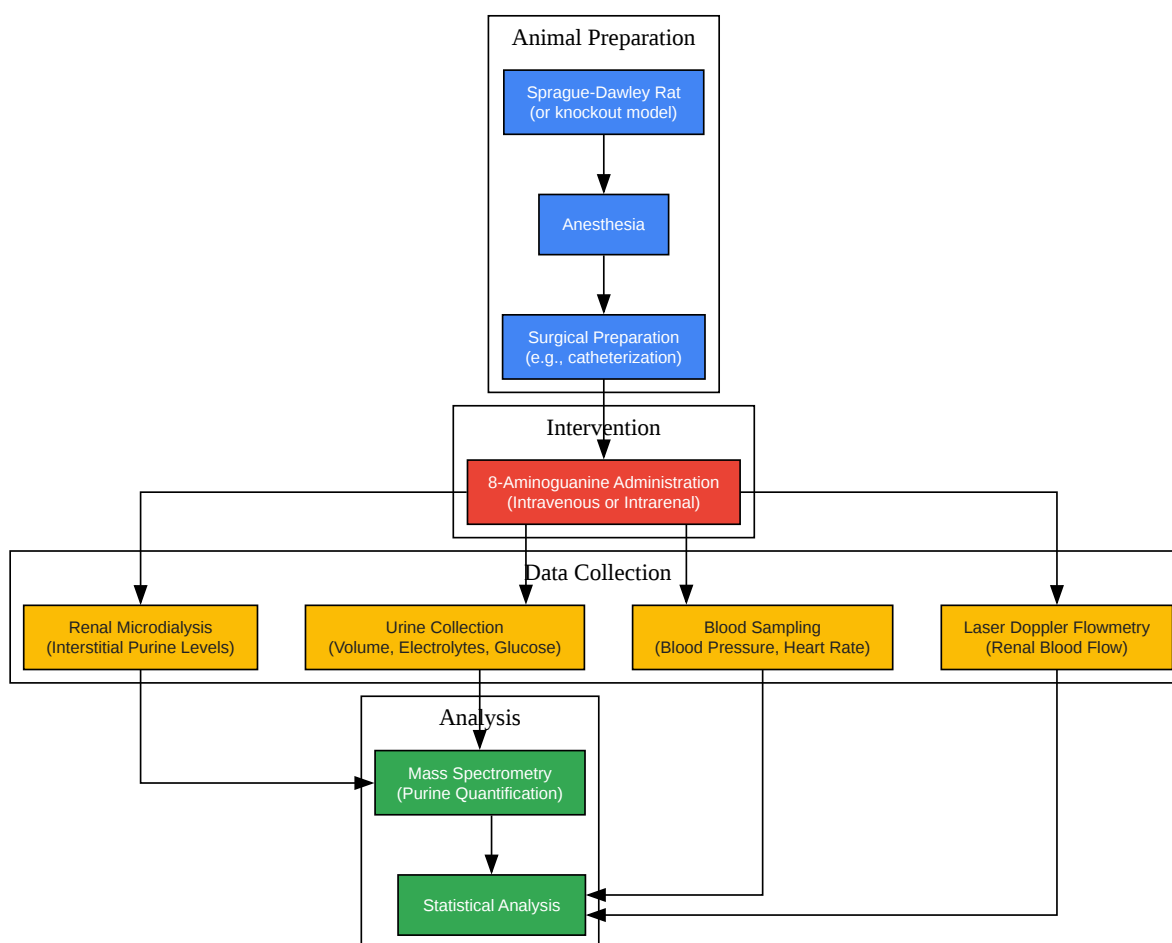 Animal Preparation
Sprague-Dawley Rat
(or knockout model)
Anesthesia
Surgical Preparation
(e.g., catheterization)
Intervention
8-Aminoguanine Administration
(Intravenous or Intrarenal)
Data Collection
Renal Microdialysis
(Interstitial Purine Levels)
Urine Collection
(Volume, Electrolytes, Glucose)
Blood Sampling
(Blood Pressure, Heart Rate)
Laser Doppler Flowmetry
(Renal Blood Flow)
Analysis
Mass Spectrometry
(Purine Quantification)
Statistical Analysis